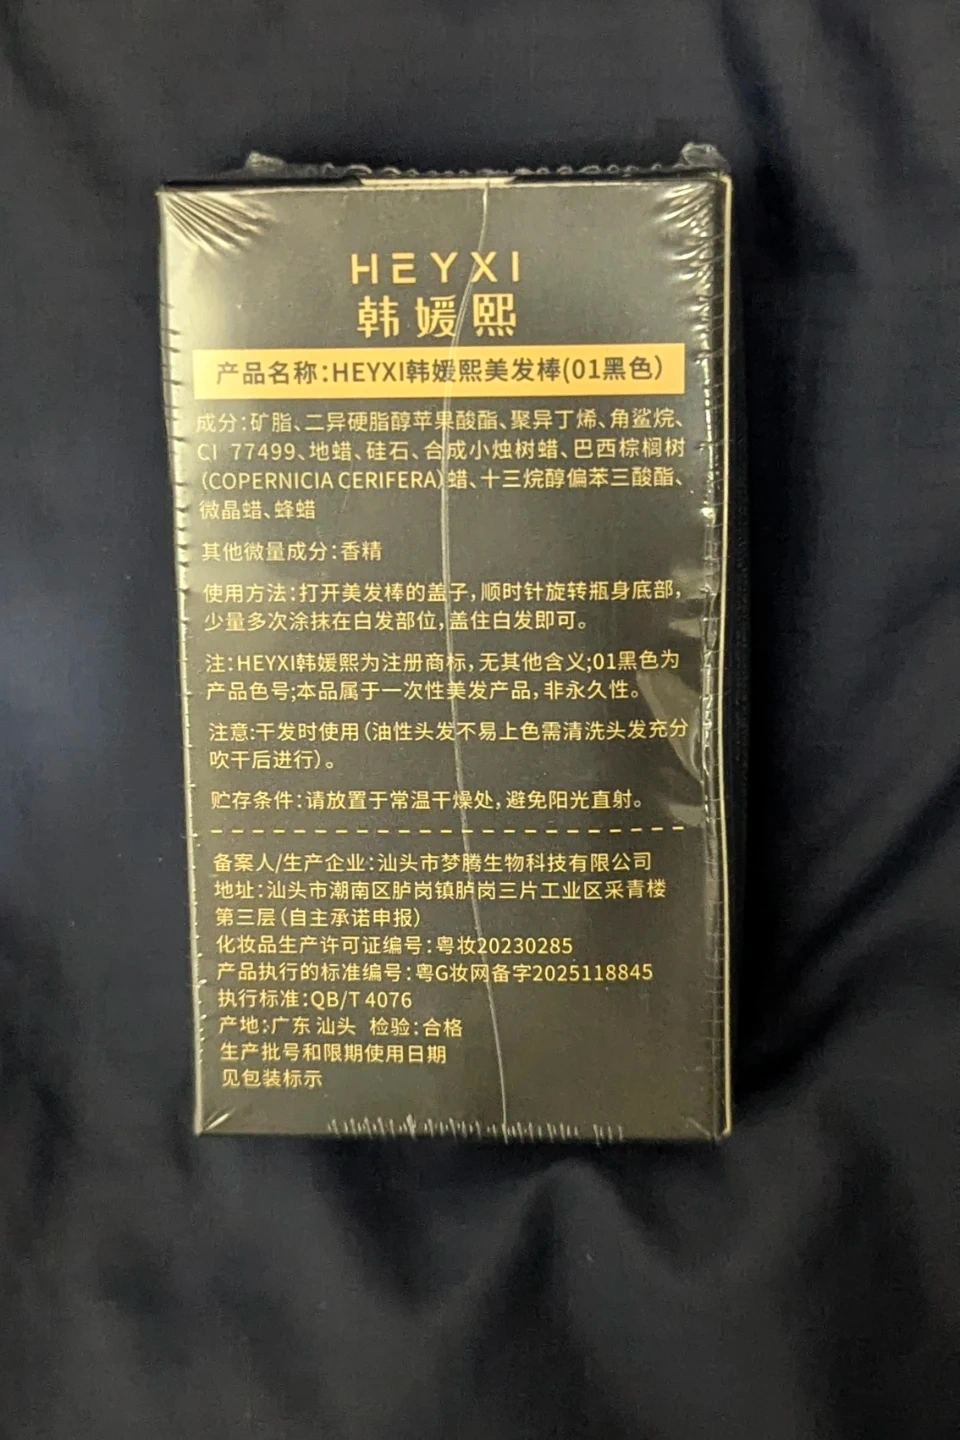 HEYXI
韩媛熙
产品名称:HEYXI韩媛熙美发棒(01黑色)
成分:矿脂、二异硬脂醇苹果酸酯、聚异丁烯、角鲨烷、
CI 77499、地蜡、硅石、合成小烛树蜡、巴西棕榈树
(COPERNICIA CERIFERA)蜡、十三烷醇偏苯三酸酯、
微晶蜡、蜂蜡
其他微量成分:香精
使用方法:打开美发棒的盖子,顺时针旋转瓶身底部,
少量多次涂抹在白发部位,盖住白发即可。
注:HEYXI韩媛熙为注册商标,无其他含义;01黑色为
产品色号;本品属于一次性美发产品,非永久性。
注意:干发时使用(油性头发不易上色需清洗头发充分
吹干后进行)。
贮存条件:请放置于常温干燥处,避免阳光直射。
备案人/生产企业:汕头市梦腾生物科技有限公司
地址:汕头市潮南区胪岗镇胪岗三片工业区采青楼
第三层(自主承诺申报)
化妆品生产许可证编号:粤妆20230285
产品执行的标准编号:粤G妆网备字2025118845
执行标准:QB/T 4076
产地:广东 汕头 检验:合格
生产批号和限期使用日期
见包装标示